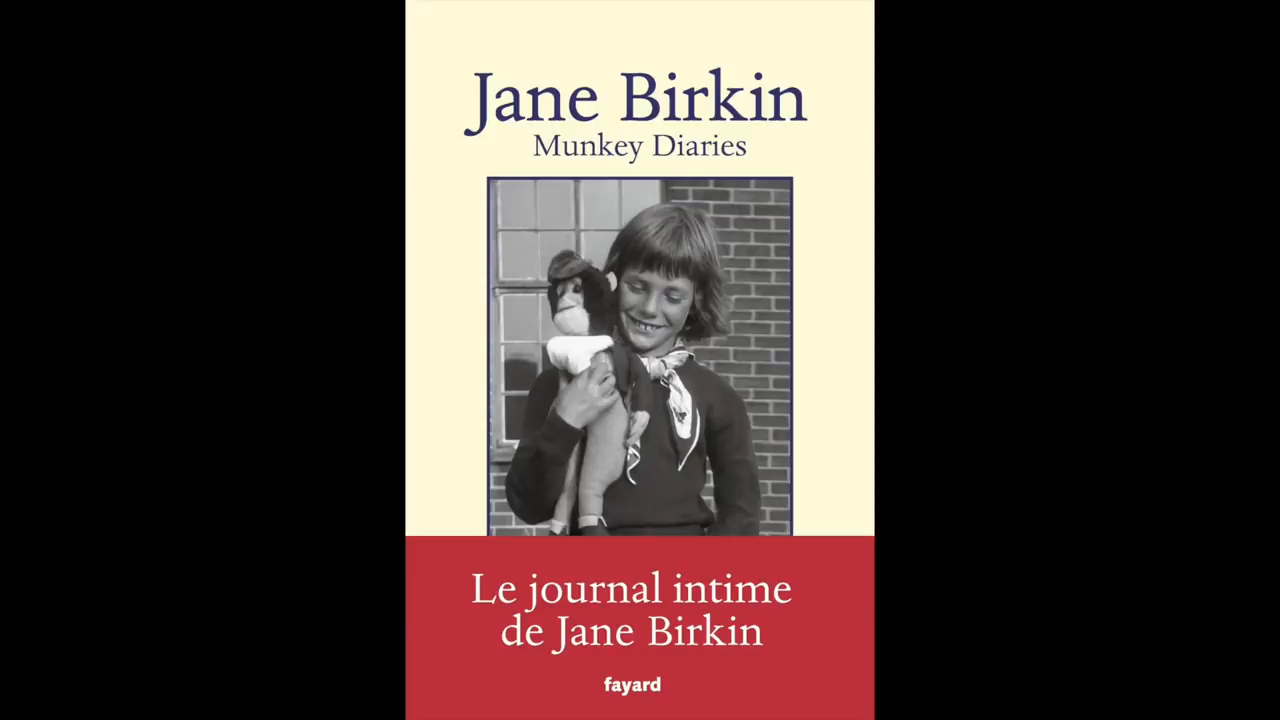 Jane Birkin
Munkey Diaries
Le journal intime
de Jane Birkin
fayard